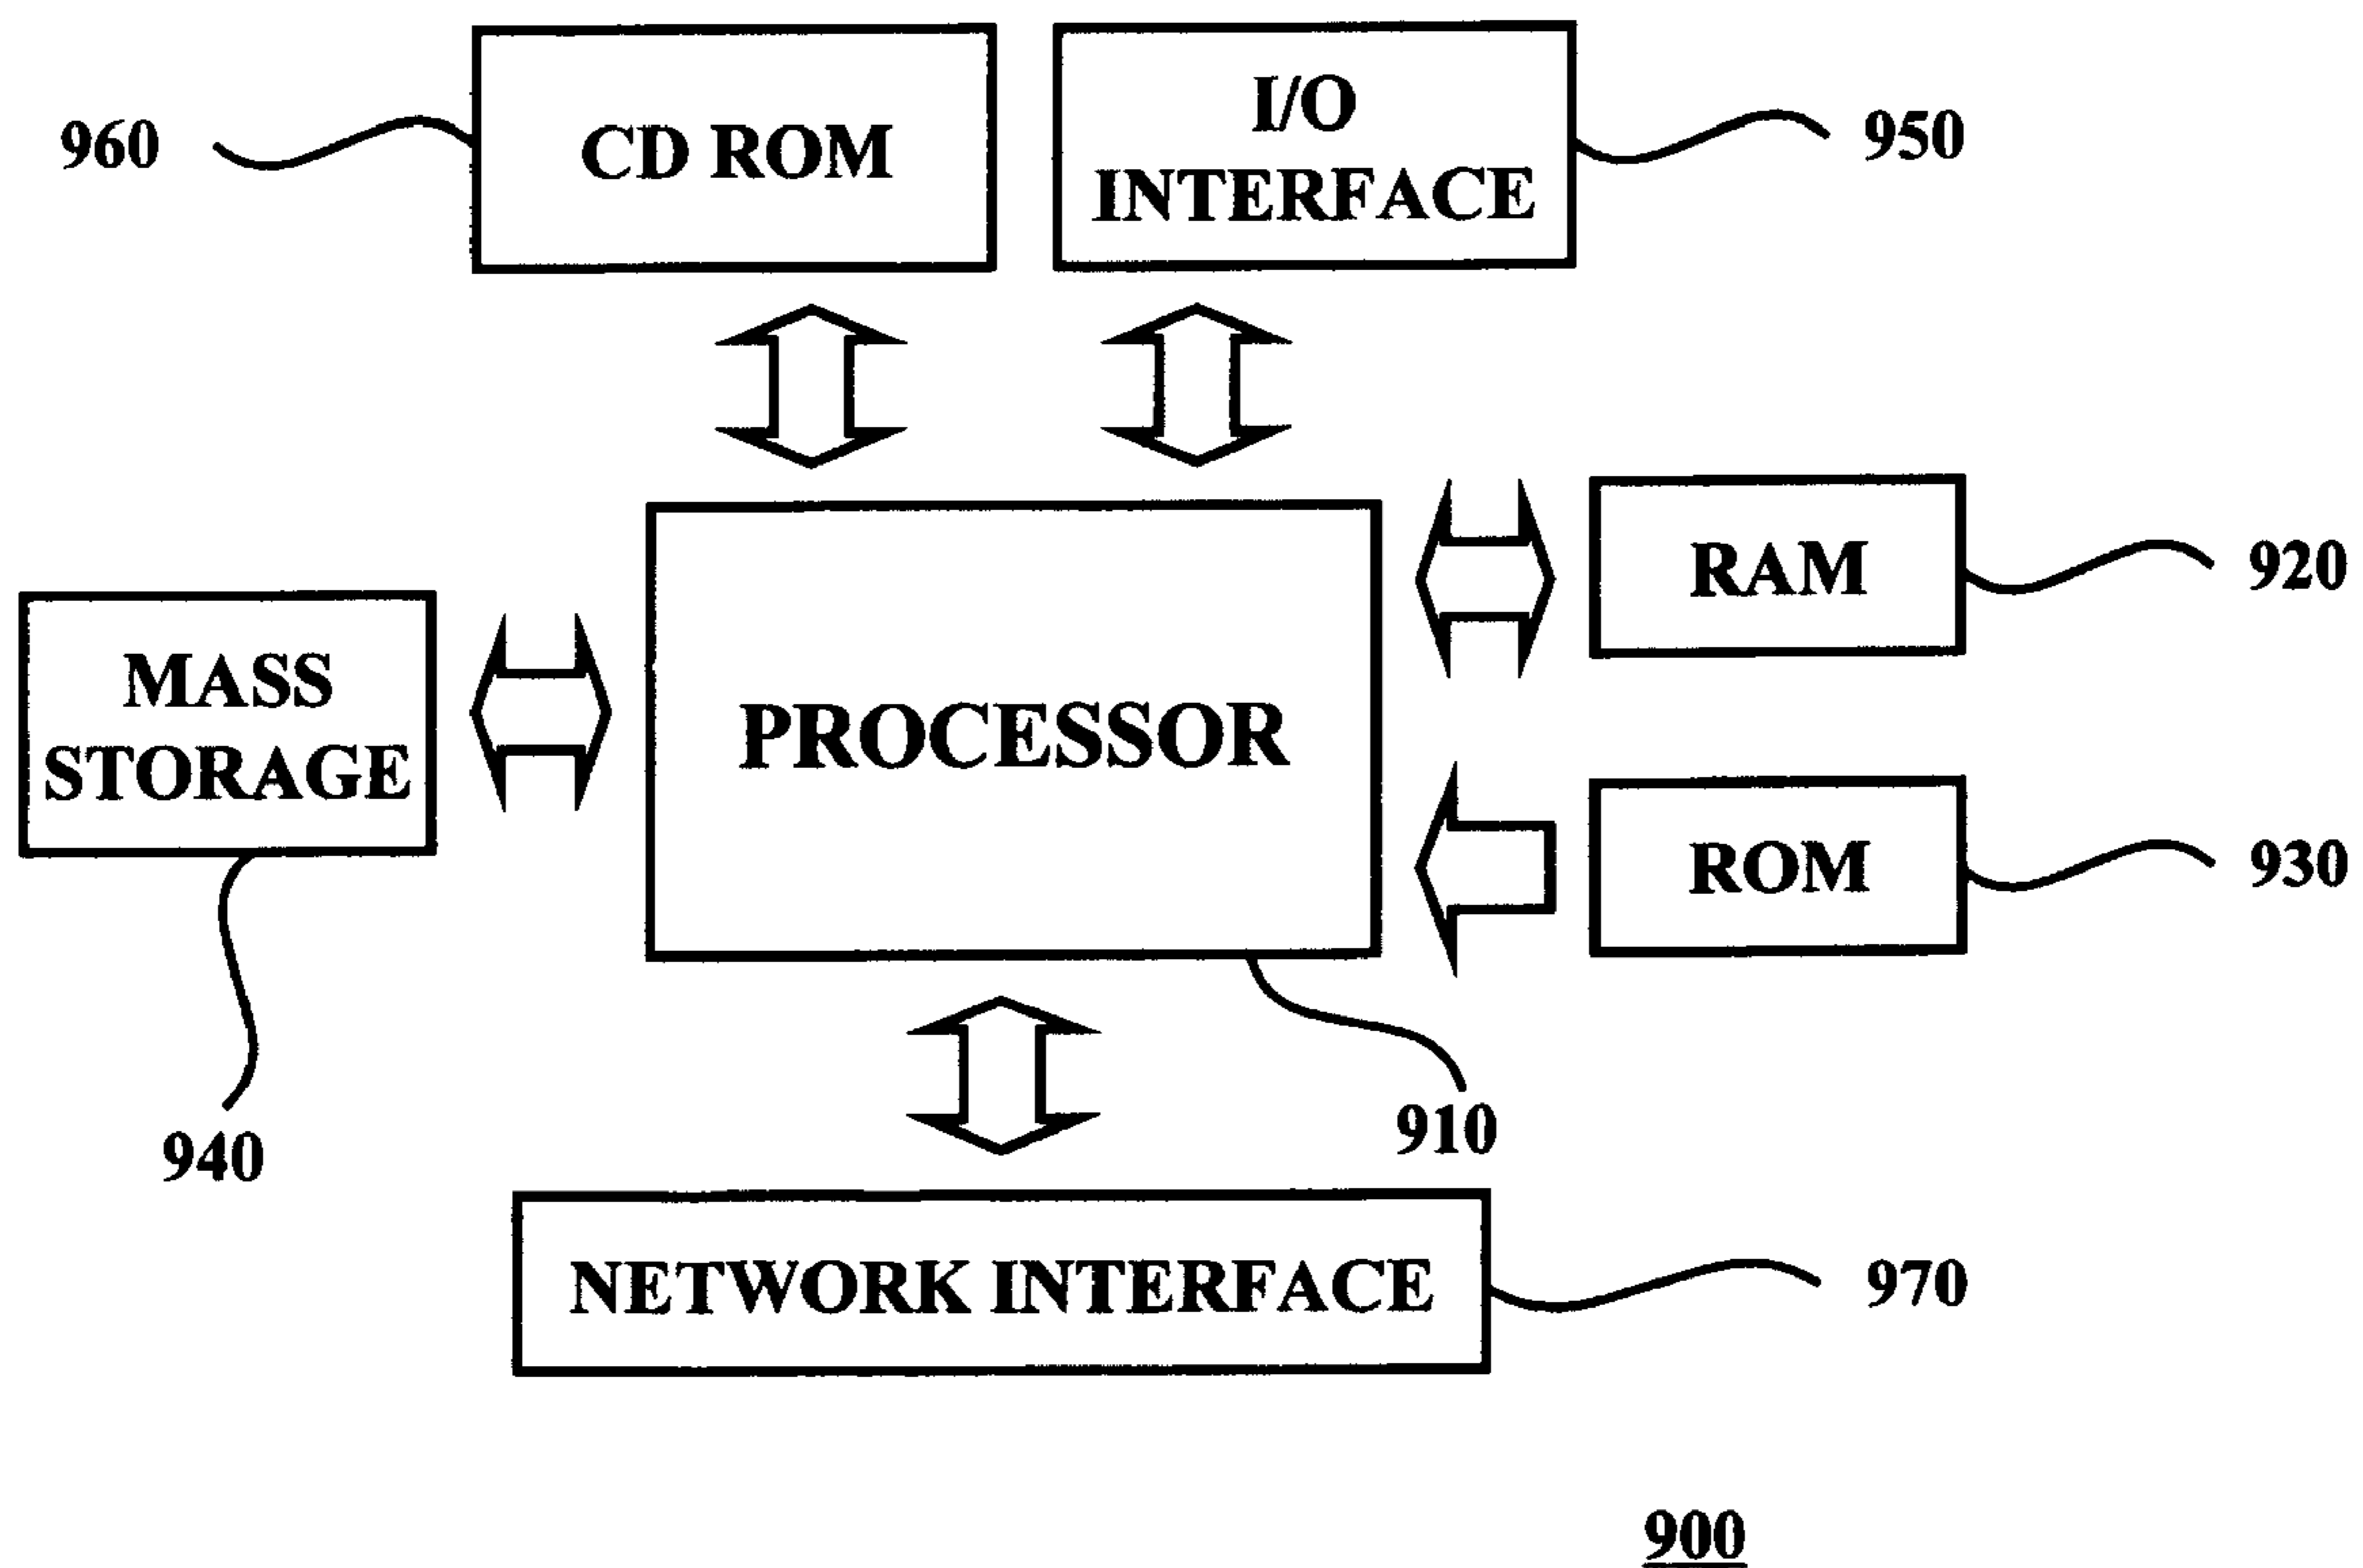 960
CD ROM
I/O
INTERFACE
950
RAM
920
MASS
STORAGE
PROCESSOR
ROM
930
940
910
NETWORK INTERFACE
970
900